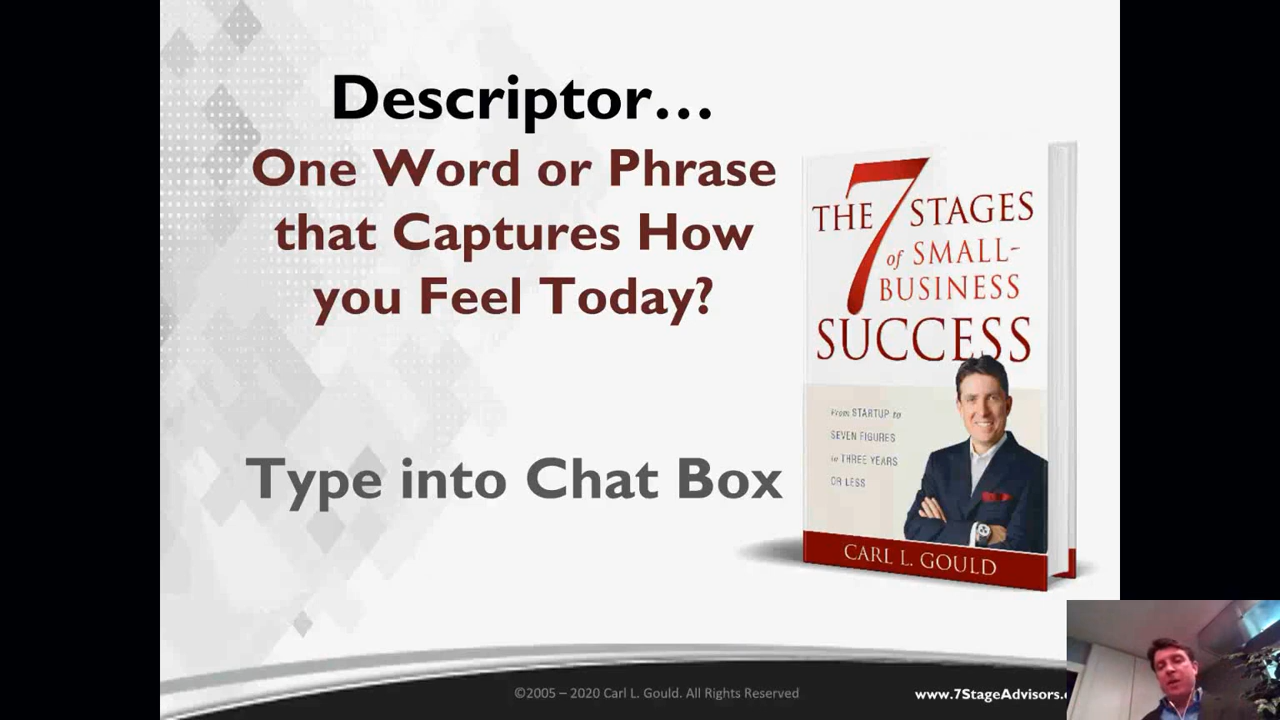 Descriptor…
One Word or Phrase
that Captures How
you Feel Today?
Type into Chat Box
THE 7 STAGES
of SMALL-
BUSINESS
SUCCESS
From STARTUP to
SEVEN FIGURES
in THREE YEARS
OR LESS
CARL L. GOULD
©2005 – 2020 Carl L. Gould. All Rights Reserved
www.7StageAdvisors.